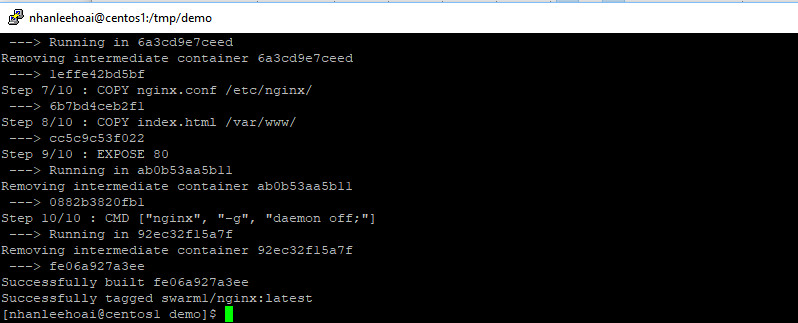 nhanleehoai@centos1:/tmp/demo
---> Running in 6a3cd9e7ceed
Removing intermediate container 6a3cd9e7ceed
---> 1effe42bd5bf
Step 7/10 : COPY nginx.conf /etc/nginx/
---> 6b7bd4ceb2f1
Step 8/10 : COPY index.html /var/www/
---> cc5c9c53f022
Step 9/10 : EXPOSE 80
---> Running in ab0b53aa5b11
Removing intermediate container ab0b53aa5b11
---> 0882b3820fb1
Step 10/10 : CMD ["nginx", "-g", "daemon off;"]
---> Running in 92ec32f15a7f
Removing intermediate container 92ec32f15a7f
---> fe06a927a3ee
Successfully built fe06a927a3ee
Successfully tagged swarm1/nginx:latest
[nhanleehoai@centos1 demo]$